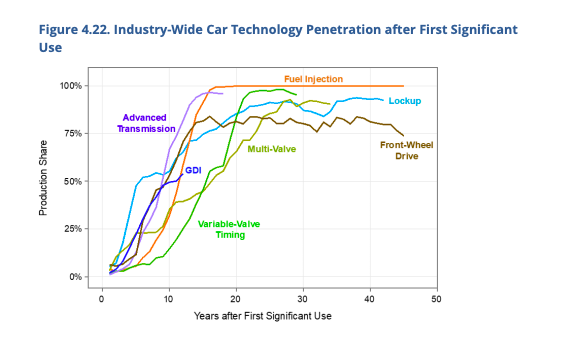 Figure 4.22. Industry-Wide Car Technology Penetration after First Significant
Use
Fuel Injection
100%
Lockup
Advanced
Transmission
75%
Front-Wheel
Drive
Multi-Valve
GDI
50%
Production Share
Variable-Valve
Timing
25%
0%
0 10 20 30 40 50
Years after First Significant Use